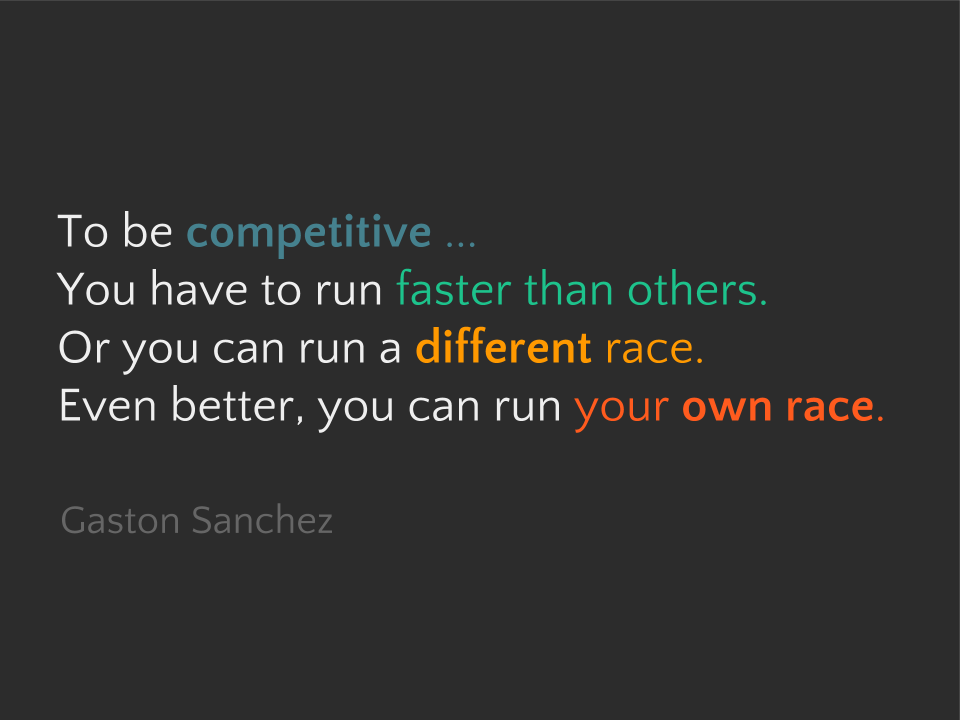 To be competitive ...
You have to run faster than others.
Or you can run a different race.
Even better, you can run your own race.
Gaston Sanchez